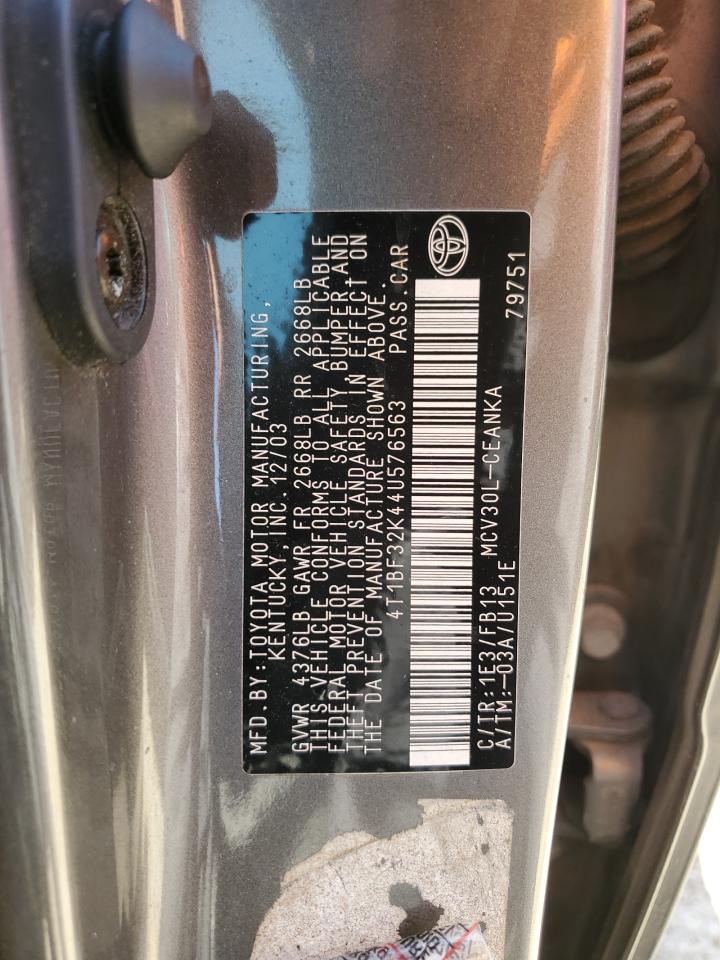 MFD.BY:TOYOTA MOTOR MANUFACTURING,
KENTUCKY, INC. 12/03
GVWR 4376LB GAWR FR 2668LB RR 2668LB
THIS VEHICLE CONFORMS TO ALL APPLICABLE
FEDERAL MOTOR VEHICLE SAFETY, BUMPER, AND
THEFT PREVENTION STANDARDS IN EFFECT ON
THE DATE OF MANUFACTURE SHOWN ABOVE.
4T1BF32K44U576563 PASS.CAR
C/TR:1E3/FB13 MCV30L-CEANKA
A/TM:-03A/U151E 79751